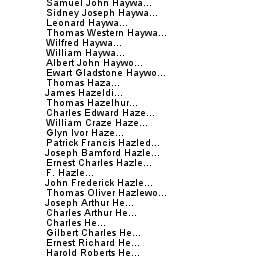 Samuel John Haywa...
Sidney Joseph Haywa...
Leonard Haywa...
Thomas Western Haywa...
Wilfred Haywa...
William Haywa...
Albert John Haywo...
Ewart Gladstone Haywo...
Thomas Haza...
James Hazeldi...
Thomas Hazelhur...
Charles Edward Haze...
William Craze Haze...
Glyn Ivor Haze...
Patrick Francis Hazled...
Joseph Bamford Hazle...
Ernest Charles Hazle...
F. Hazle...
John Frederick Hazle...
Thomas Oliver Hazlewo...
Joseph Arthur He...
Charles Arthur He...
Charles He...
Gilbert Charles He...
Ernest Richard He...
Harold Roberts He...